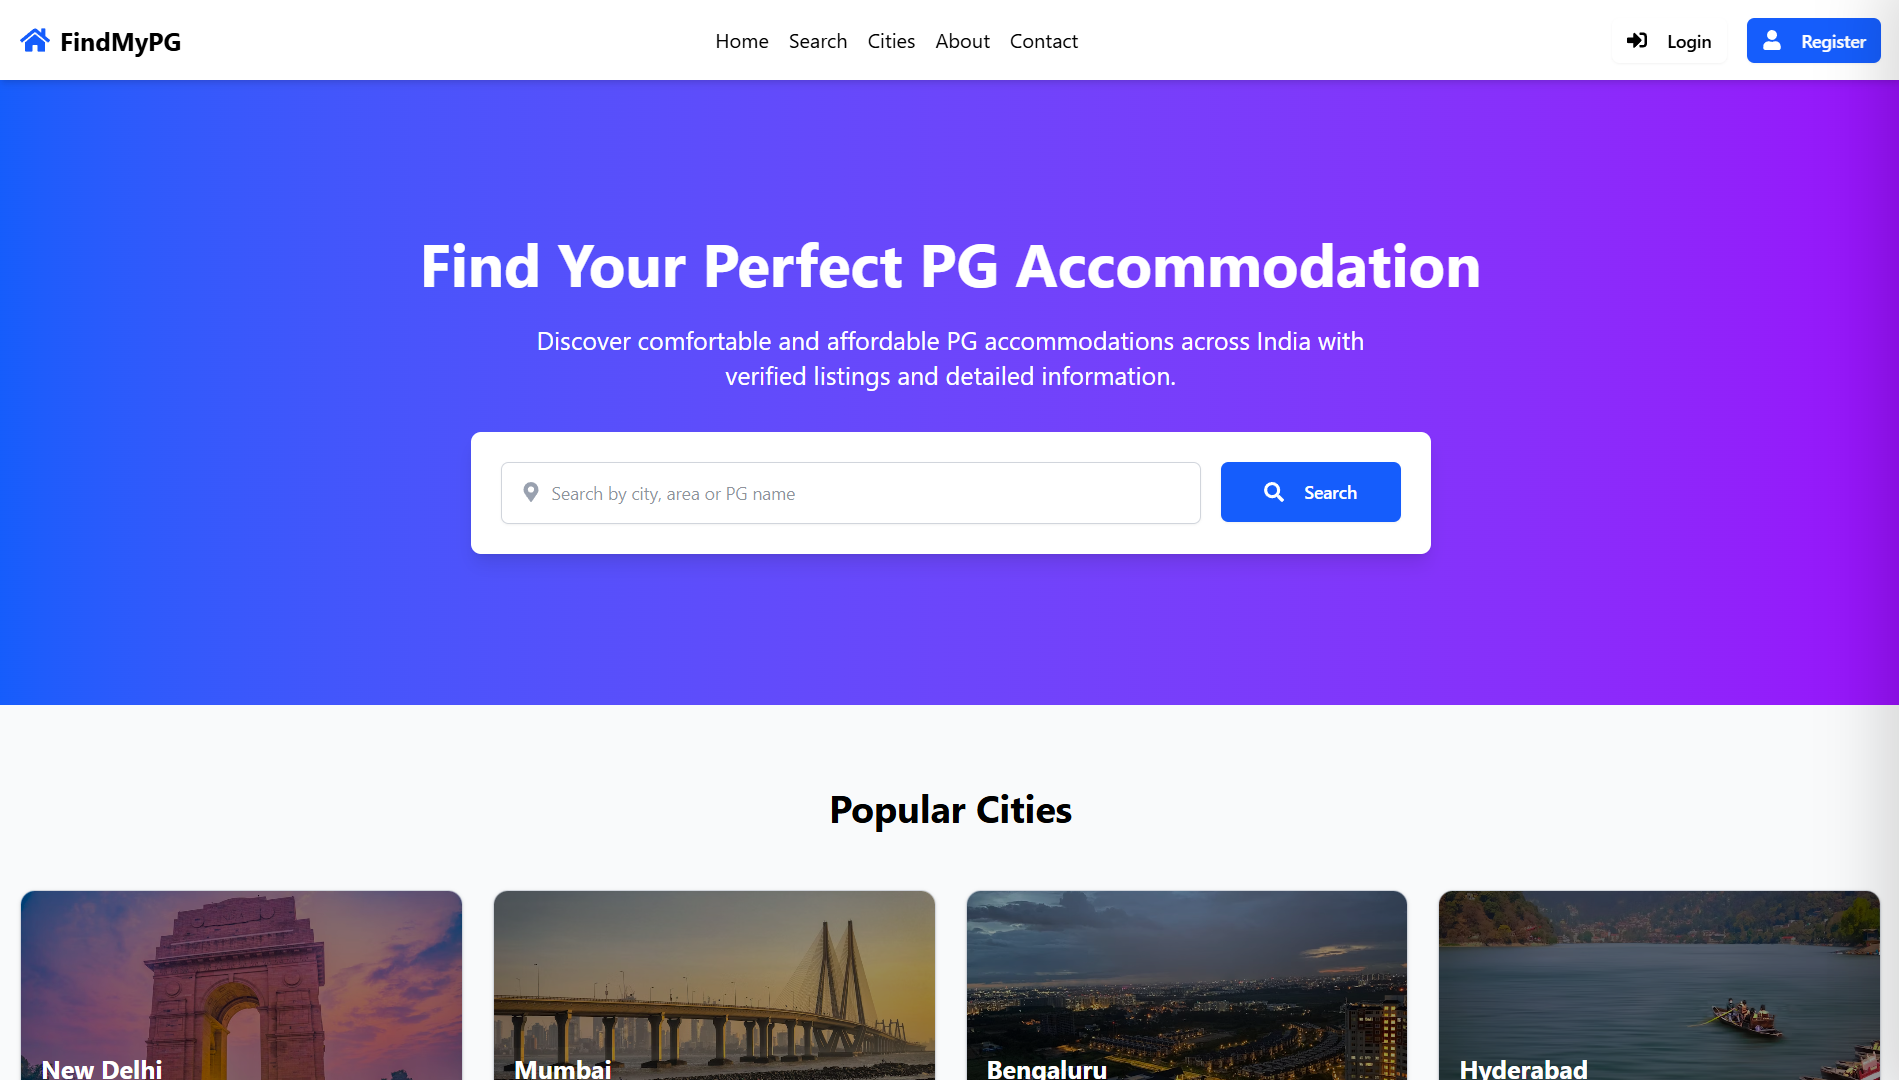 FindMyPG
Home Search Cities About Contact
Login
Register
Find Your Perfect PG Accommodation
Discover comfortable and affordable PG accommodations across India with
verified listings and detailed information.
Search by city, area or PG name
Search
Popular Cities
New Delhi
Mumbai
Bengaluru
Hyderabad